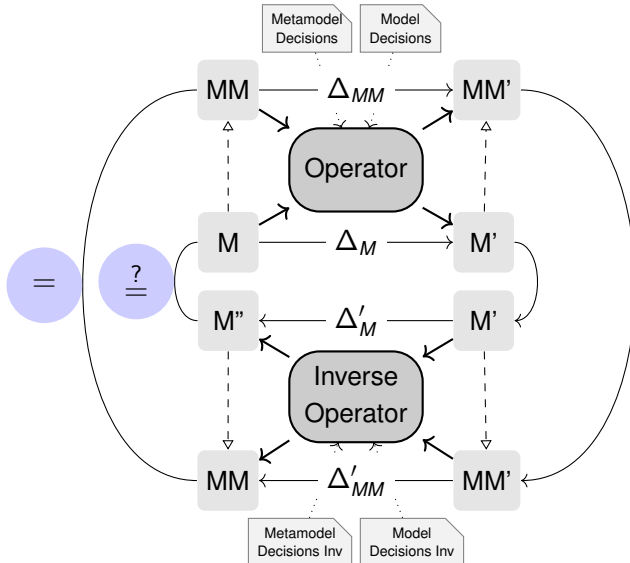 Metamodel
Decisions
Model
Decisions
MM
Δ_MM
MM'
Operator
M
Δ_M
M'
=
?
=
M"
Δ'_M
M'
Inverse
Operator
MM
Δ'_MM
MM'
Metamodel
Decisions Inv
Model
Decisions Inv